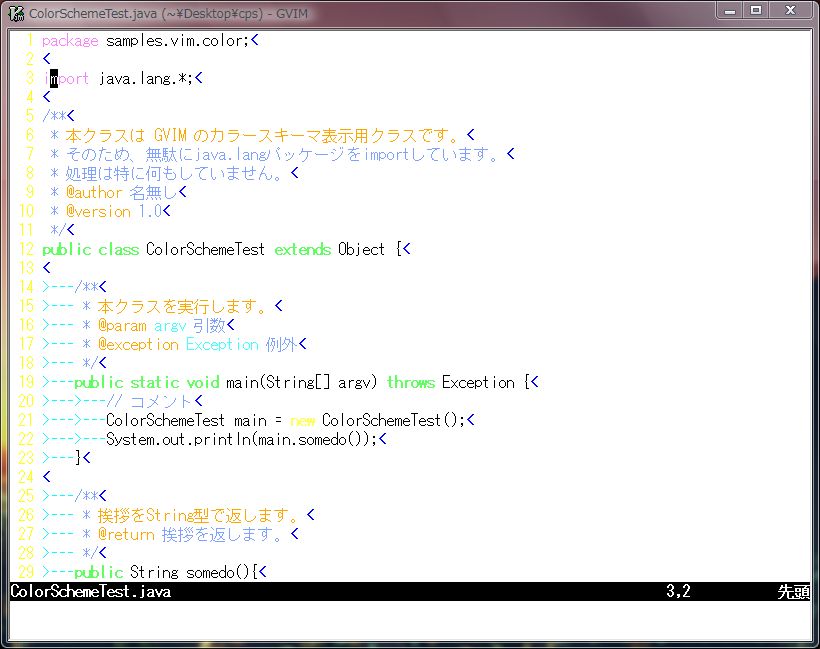 ColorSchemeTest.java (~¥Desktop¥cps) - GVIM
1 package samples.vim.color;<
2 <
3 import java.lang.*;<
4 <
5 /**<
6  * 本クラスは GVIM のカラースキーマ表示用クラスです。<
7  * そのため、無駄にjava.langパッケージをimportしています。<
8  * 処理は特に何もしていません。<
9  * @author 名無し<
10  * @version 1.0<
11  */<
12 public class ColorSchemeTest extends Object {<
13 <
14 >---/**<
15 >--- * 本クラスを実行します。<
16 >--- * @param argv 引数<
17 >--- * @exception Exception 例外<
18 >--- */<
19 >---public static void main(String[] argv) throws Exception {<
20 >--->---// コメント<
21 >--->---ColorSchemeTest main = new ColorSchemeTest();<
22 >--->---System.out.println(main.somedo());<
23 >---}<
24 <
25 >---/**<
26 >--- * 挨拶をString型で返します。<
27 >--- * @return 挨拶を返します。<
28 >--- */<
29 >---public String somedo(){<
ColorSchemeTest.java 3,2 先頭